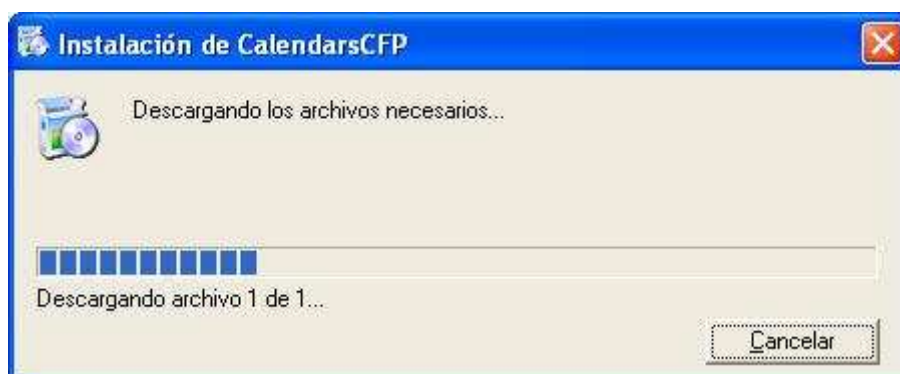 Instalación de CalendarsCFP
Descargando los archivos necesarios...
Descargando archivo 1 de 1...
Cancelar